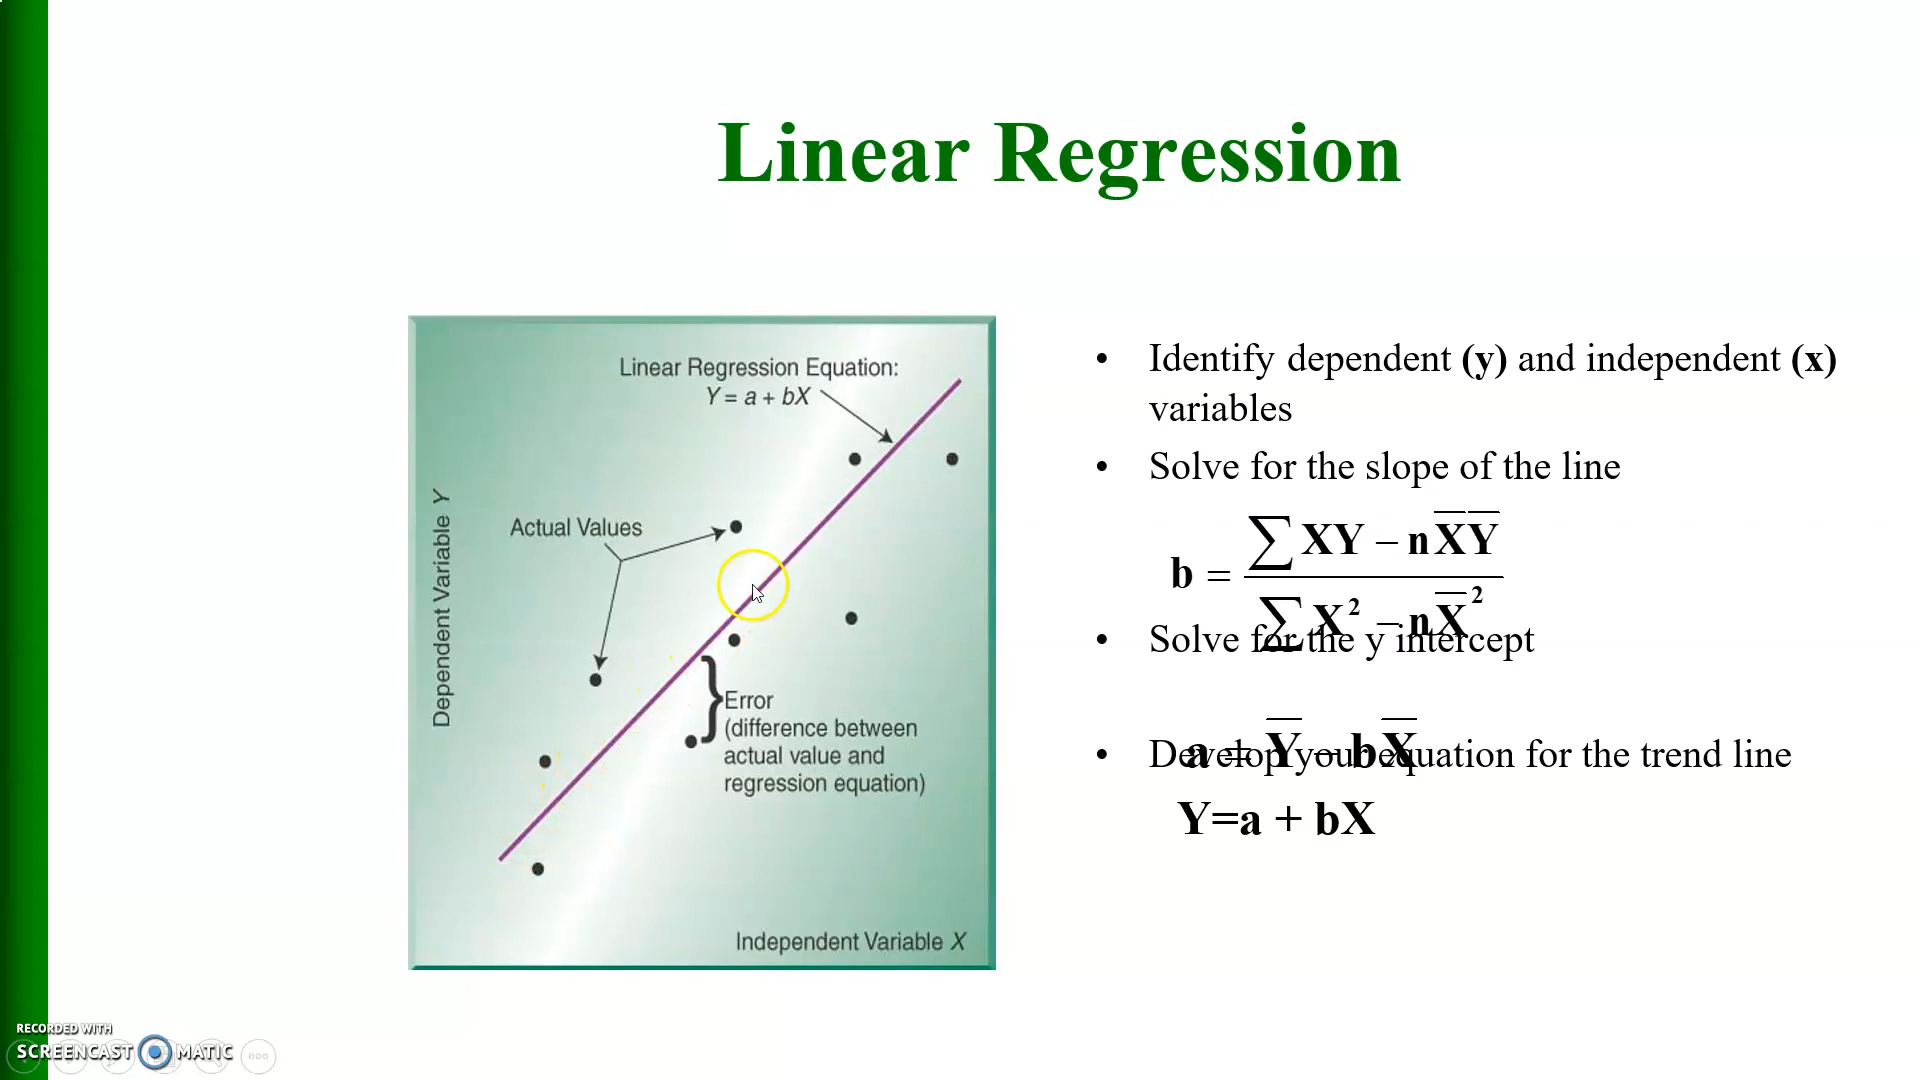 Linear Regression
Linear Regression Equation:
Y = a + bX
Actual Values
Dependent Variable Y
Error
(difference between
actual value and
regression equation)
Independent Variable X
• Identify dependent (y) and independent (x)
variables
• Solve for the slope of the line
b = (∑XY − nX̅Y̅) / (∑X² − nX̅²)
• Solve for the y intercept
a = Y̅ − bX̅
• Develop your equation for the trend line
Y=a + bX
RECORDED WITH
SCREENCAST MATIC